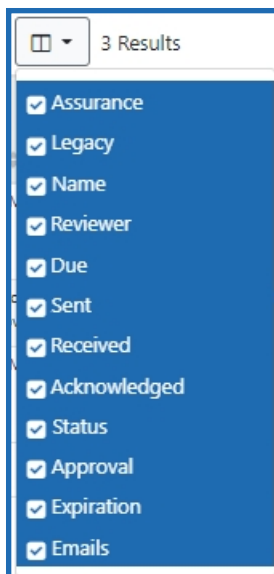 3 Results
Assurance
Legacy
Name
Reviewer
Due
Sent
Received
Acknowledged
Status
Approval
Expiration
Emails